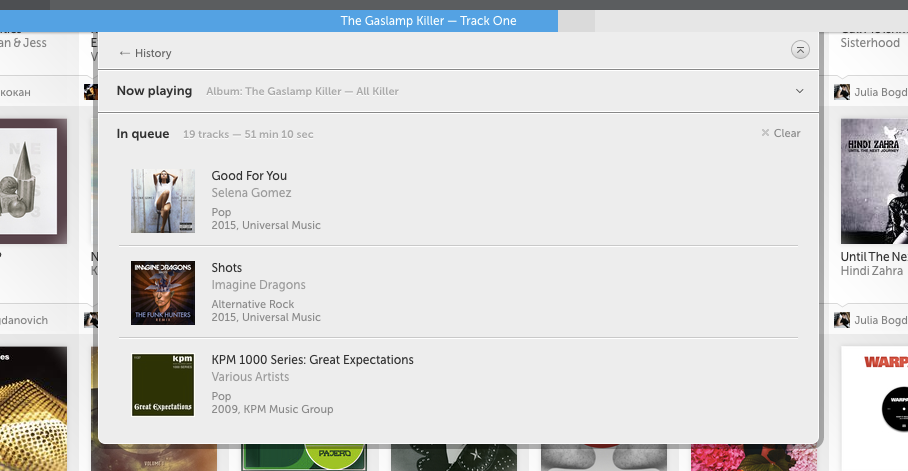 The Gaslamp Killer — Track One
an & Jess
Sisterhood
← History
кокан
Julia Bogd
Now playing
Album: The Gaslamp Killer — All Killer
In queue
19 tracks — 51 min 10 sec
× Clear
HINDI ZAHRA
Good For You
Selena Gomez
Pop
2015, Universal Music
Until The Ne
Hindi Zahra
Shots
Imagine Dragons
Alternative Rock
2015, Universal Music
IMAGINE DRAGONS
THE FUNK HUNTERS
REMIX
gdanovich
Julia Bogd
KPM 1000 Series: Great Expectations
Various Artists
Pop
2009, KPM Music Group
kpm
Great Expectations
WARP
PAJERO